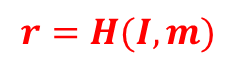 r = H(I,m)